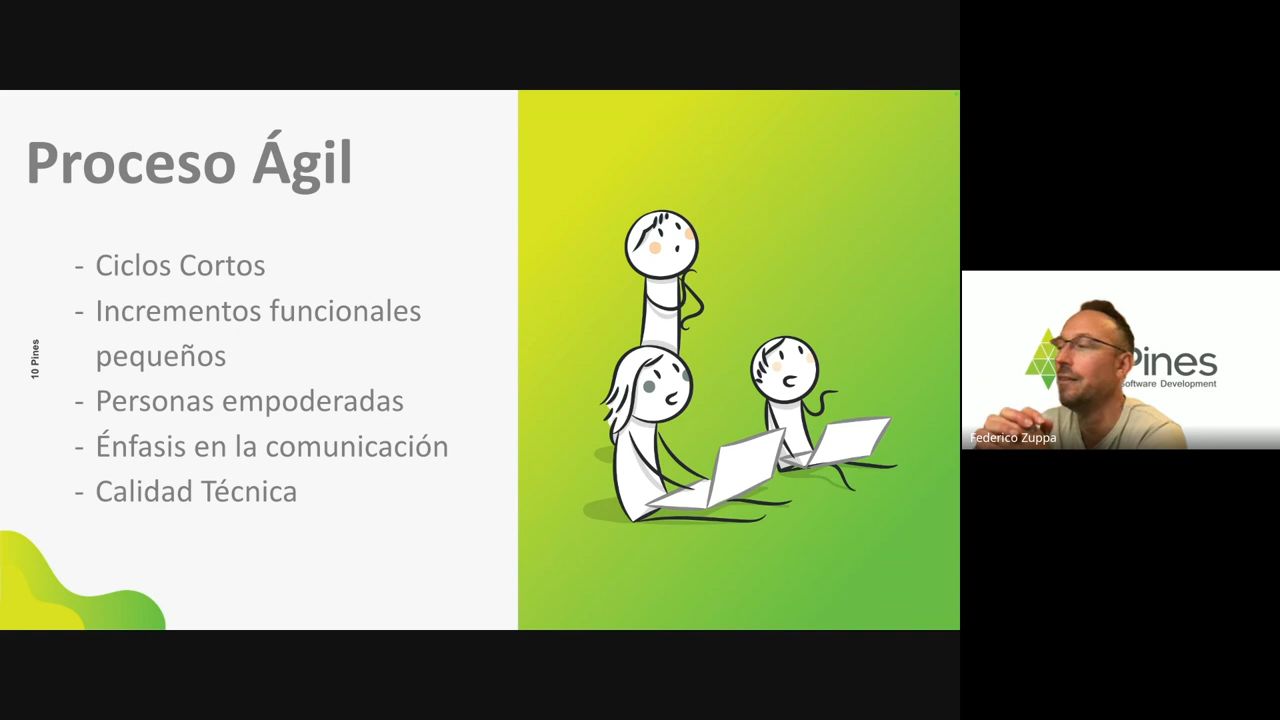 Proceso Ágil
- Ciclos Cortos
- Incrementos funcionales
pequeños
- Personas empoderadas
- Énfasis en la comunicación
- Calidad Técnica
10 Pines
Pines
Software Development
Federico Zuppa